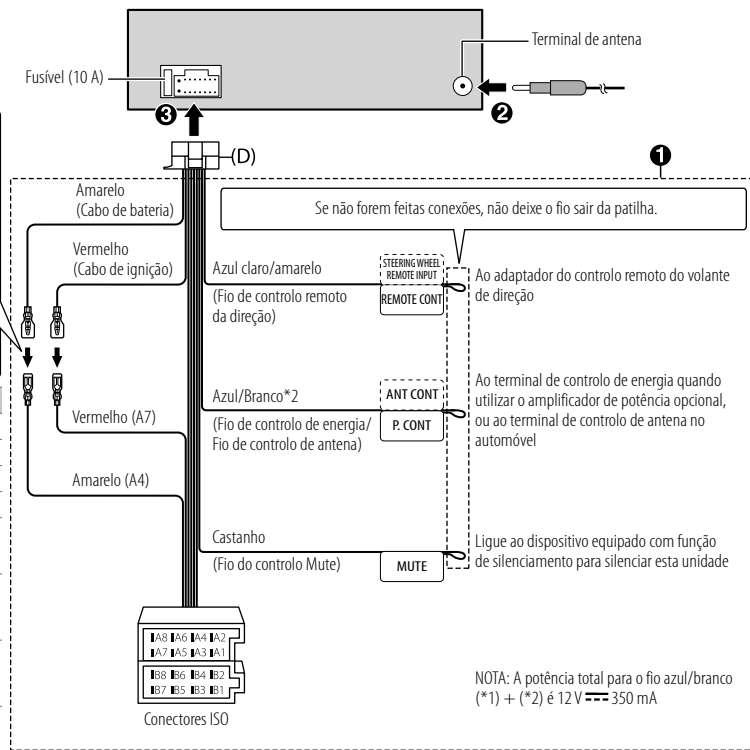 Terminal de antena
Fusível (10 A)
❸
❷
(D)
❶
Amarelo
(Cabo de bateria)
Se não forem feitas conexões, não deixe o fio sair da patilha.
Vermelho
(Cabo de ignição)
Azul claro/amarelo
(Fio de controlo remoto
da direção)
STEERING WHEEL
REMOTE INPUT
REMOTE CONT
Ao adaptador do controlo remoto do volante
de direção
Azul/Branco*2
(Fio de controlo de energia/
Fio de controlo de antena)
ANT CONT
P. CONT
Ao terminal de controlo de energia quando
utilizar o amplificador de potência opcional,
ou ao terminal de controlo de antena no
automóvel
Vermelho (A7)
Amarelo (A4)
Castanho
(Fio do controlo Mute)
MUTE
Ligue ao dispositivo equipado com função
de silenciamento para silenciar esta unidade
A8 A6 A4 A2
A7 A5 A3 A1
B8 B6 B4 B2
B7 B5 B3 B1
Conectores ISO
NOTA: A potência total para o fio azul/branco
(*1) + (*2) é 12 V ⎓ 350 mA